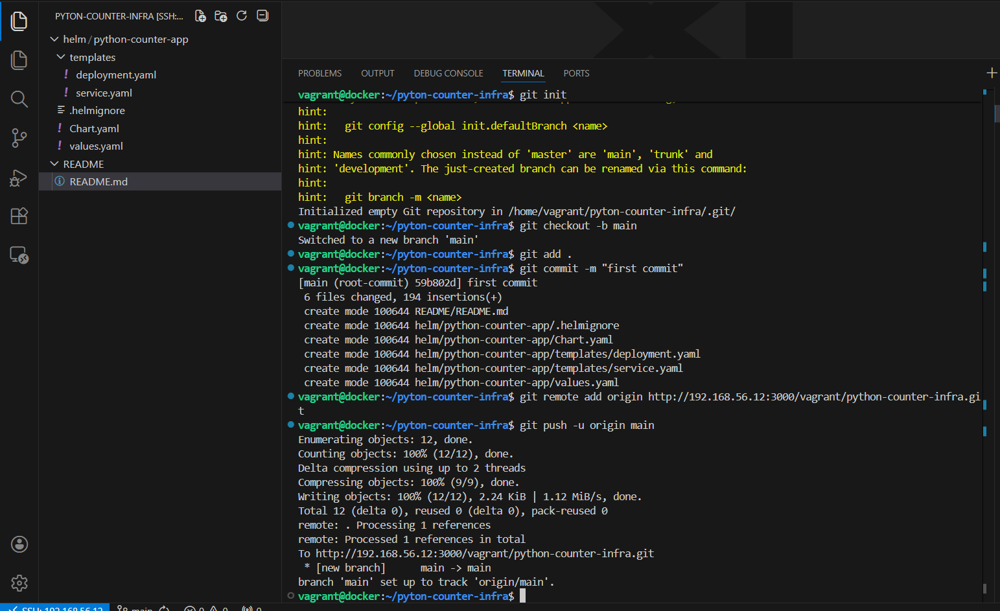 PYTON-COUNTER-INFRA [SSH:...
helm / python-counter-app
templates
! deployment.yaml
! service.yaml
.helmignore
! Chart.yaml
! values.yaml
README
README.md
PROBLEMS OUTPUT DEBUG CONSOLE TERMINAL PORTS
vagrant@docker:~/pyton-counter-infra$ git init
hint:
hint:   git config --global init.defaultBranch <name>
hint:
hint: Names commonly chosen instead of 'master' are 'main', 'trunk' and
hint: 'development'. The just-created branch can be renamed via this command:
hint:
hint:   git branch -m <name>
Initialized empty Git repository in /home/vagrant/pyton-counter-infra/.git/
vagrant@docker:~/pyton-counter-infra$ git checkout -b main
Switched to a new branch 'main'
vagrant@docker:~/pyton-counter-infra$ git add .
vagrant@docker:~/pyton-counter-infra$ git commit -m "first commit"
[main (root-commit) 59b802d] first commit
 6 files changed, 194 insertions(+)
 create mode 100644 README/README.md
 create mode 100644 helm/python-counter-app/.helmignore
 create mode 100644 helm/python-counter-app/Chart.yaml
 create mode 100644 helm/python-counter-app/templates/deployment.yaml
 create mode 100644 helm/python-counter-app/templates/service.yaml
 create mode 100644 helm/python-counter-app/values.yaml
vagrant@docker:~/pyton-counter-infra$ git remote add origin http://192.168.56.12:3000/vagrant/python-counter-infra.gi
t
vagrant@docker:~/pyton-counter-infra$ git push -u origin main
Enumerating objects: 12, done.
Counting objects: 100% (12/12), done.
Delta compression using up to 2 threads
Compressing objects: 100% (9/9), done.
Writing objects: 100% (12/12), 2.24 KiB | 1.12 MiB/s, done.
Total 12 (delta 0), reused 0 (delta 0), pack-reused 0
remote: . Processing 1 references
remote: Processed 1 references in total
To http://192.168.56.12:3000/vagrant/python-counter-infra.git
 * [new branch]      main -> main
branch 'main' set up to track 'origin/main'.
vagrant@docker:~/pyton-counter-infra$
SSH: 192.168.56.12 main 0 0 0